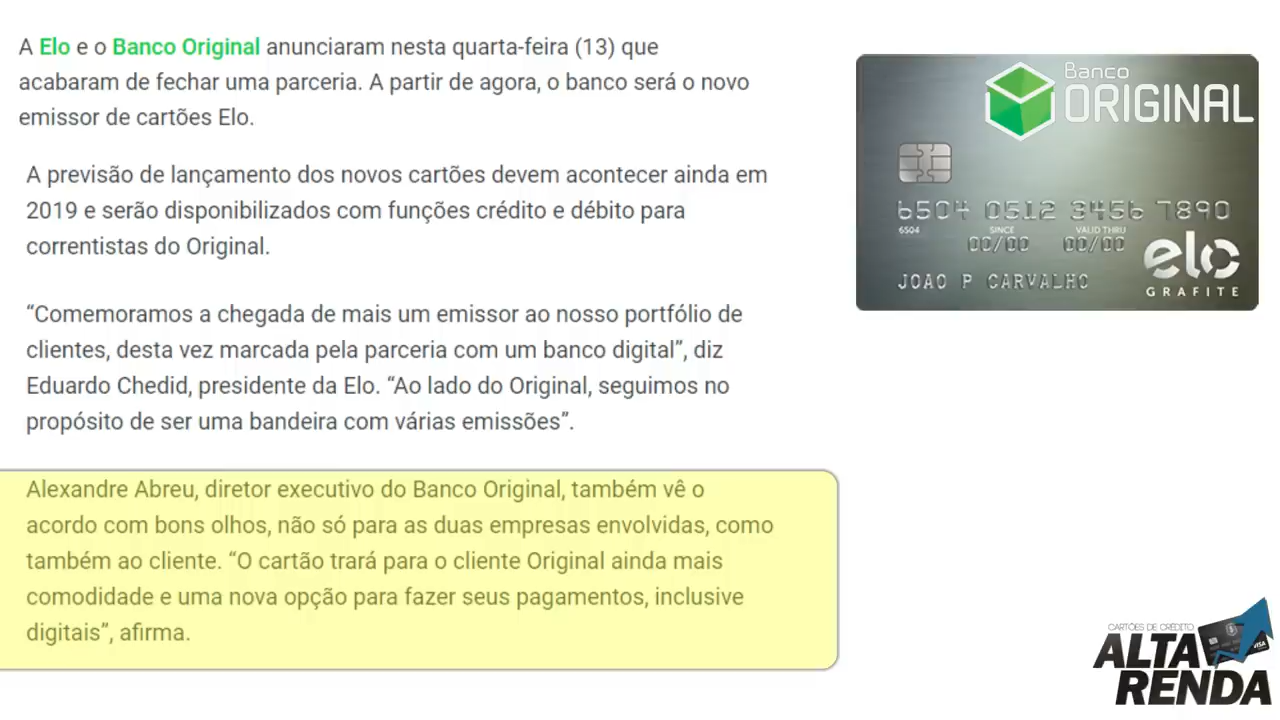 A Elo e o Banco Original anunciaram nesta quarta-feira (13) que
acabaram de fechar uma parceria. A partir de agora, o banco será o novo
emissor de cartões Elo.
A previsão de lançamento dos novos cartões devem acontecer ainda em
2019 e serão disponibilizados com funções crédito e débito para
correntistas do Original.
“Comemoramos a chegada de mais um emissor ao nosso portfólio de
clientes, desta vez marcada pela parceria com um banco digital”, diz
Eduardo Chedid, presidente da Elo. “Ao lado do Original, seguimos no
propósito de ser uma bandeira com várias emissões”.
Alexandre Abreu, diretor executivo do Banco Original, também vê o
acordo com bons olhos, não só para as duas empresas envolvidas, como
também ao cliente. “O cartão trará para o cliente Original ainda mais
comodidade e uma nova opção para fazer seus pagamentos, inclusive
digitais”, afirma.
Banco
ORIGINAL
6504 0512 3456 7890
6504 SINCE VALID THRU
00/00 00/00
JOAO P CARVALHO
elo
GRAFITE
CARTÕES DE CRÉDITO
ALTA
RENDA
VISA